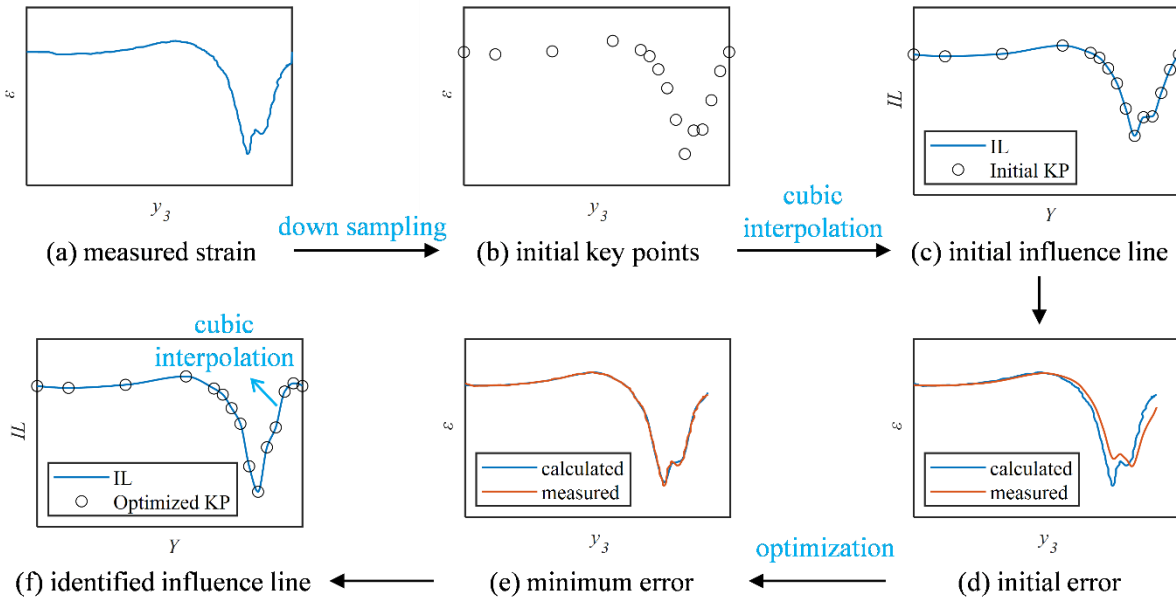 ε
y₃
(a) measured strain
down sampling
ε
y₃
(b) initial key points
cubic
interpolation
IL
IL
Initial KP
Y
(c) initial influence line
cubic
interpolation
IL
IL
Optimized KP
Y
(f) identified influence line
ε
calculated
measured
y₃
(e) minimum error
optimization
ε
calculated
measured
y₃
(d) initial error